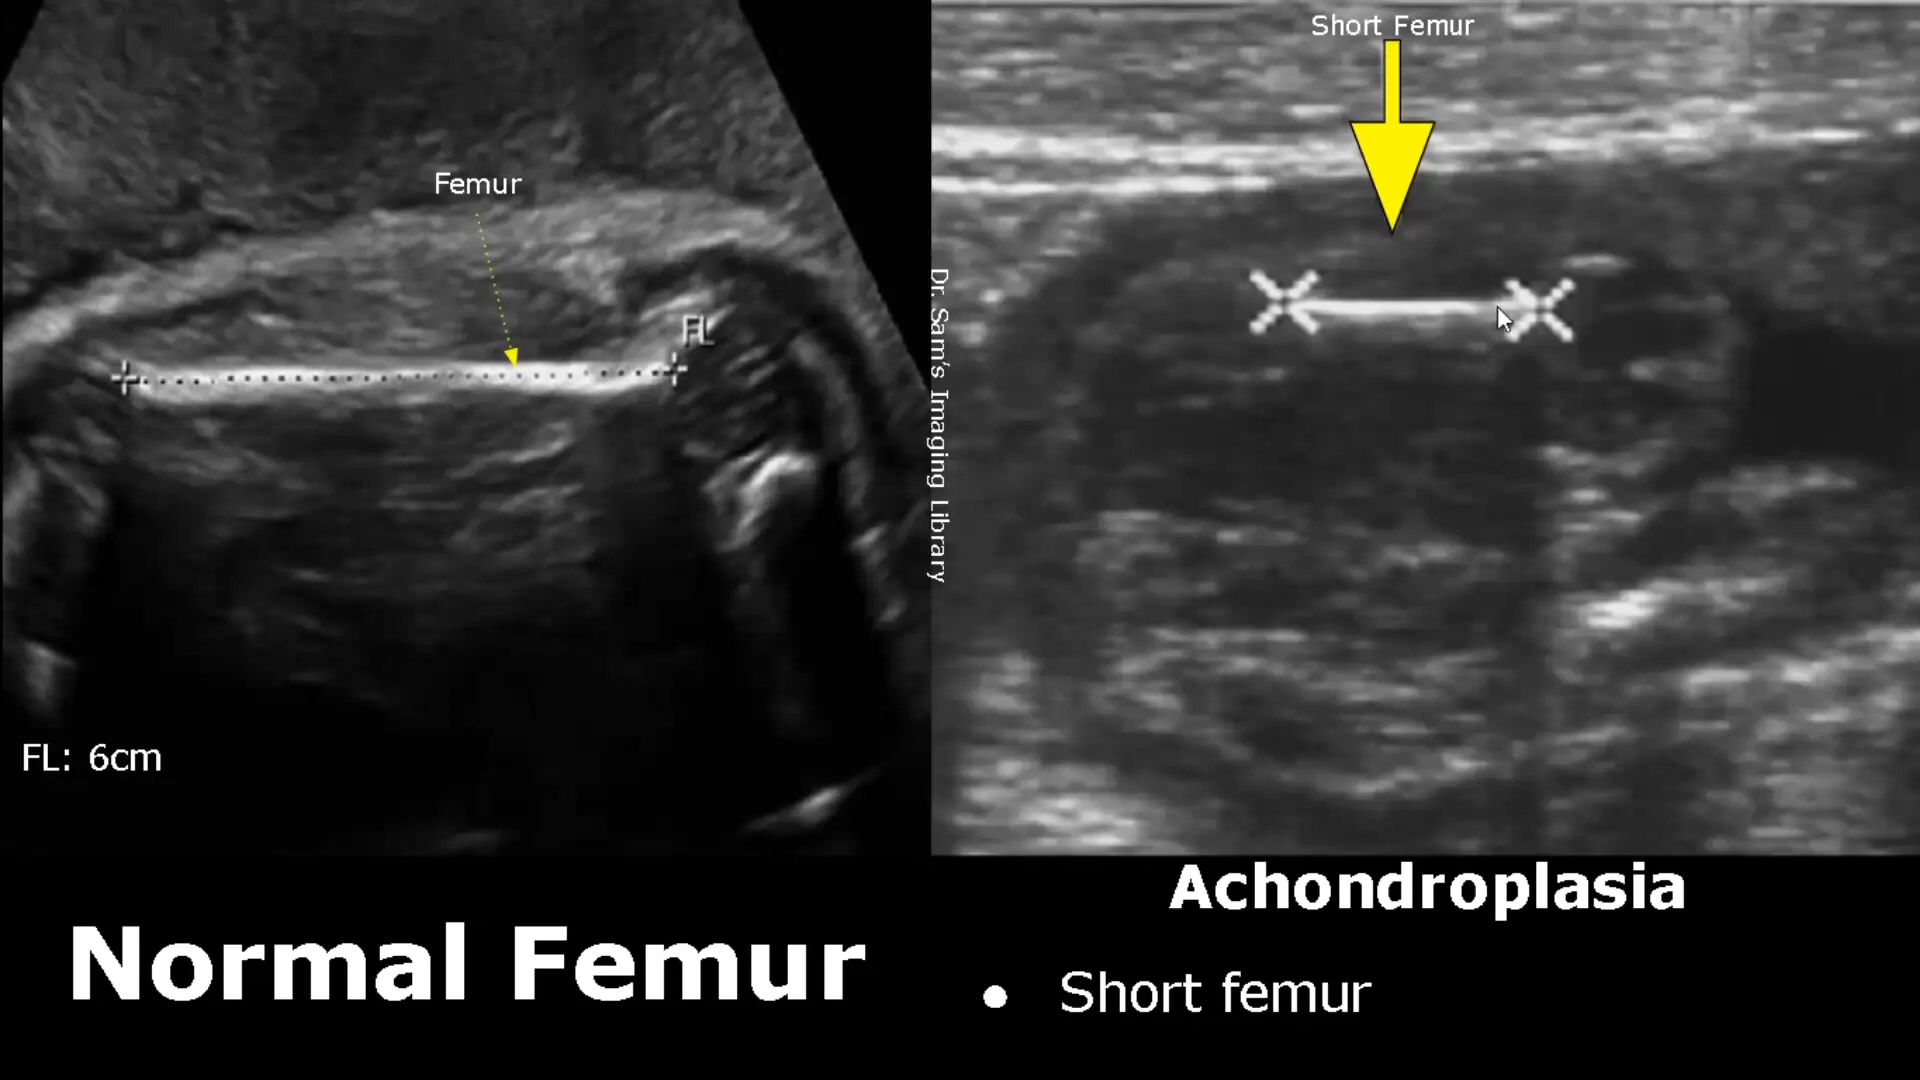 Femur
FL
FL: 6cm
Normal Femur
Dr. Sam's Imaging Library
Short Femur
Achondroplasia
• Short femur